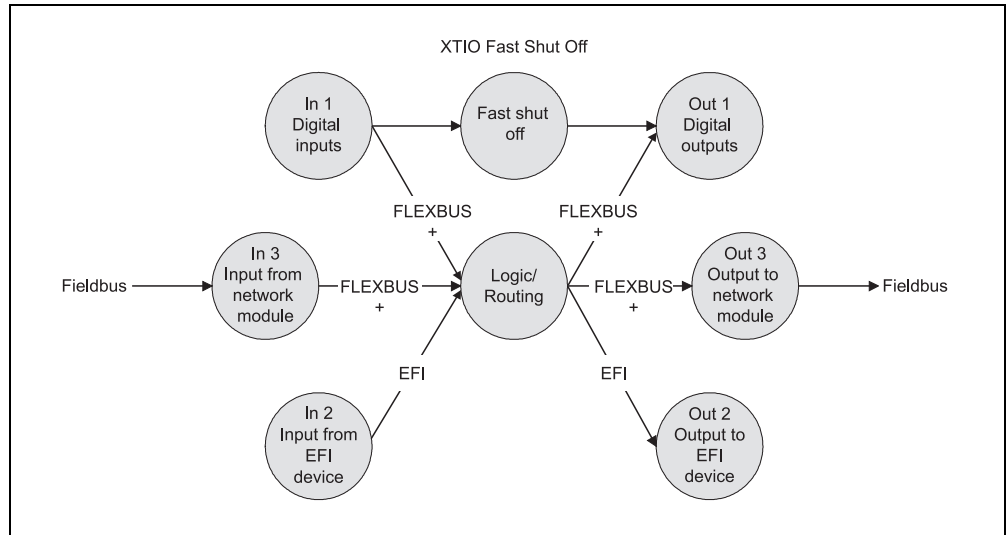 XTIO Fast Shut Off
In 1
Digital
inputs
Fast shut
off
Out 1
Digital
outputs
FLEXBUS
+
FLEXBUS
+
Fieldbus
In 3
Input from
network
module
FLEXBUS
+
Logic/
Routing
FLEXBUS
+
Out 3
Output to
network
module
Fieldbus
EFI
EFI
In 2
Input from
EFI
device
Out 2
Output to
EFI
device